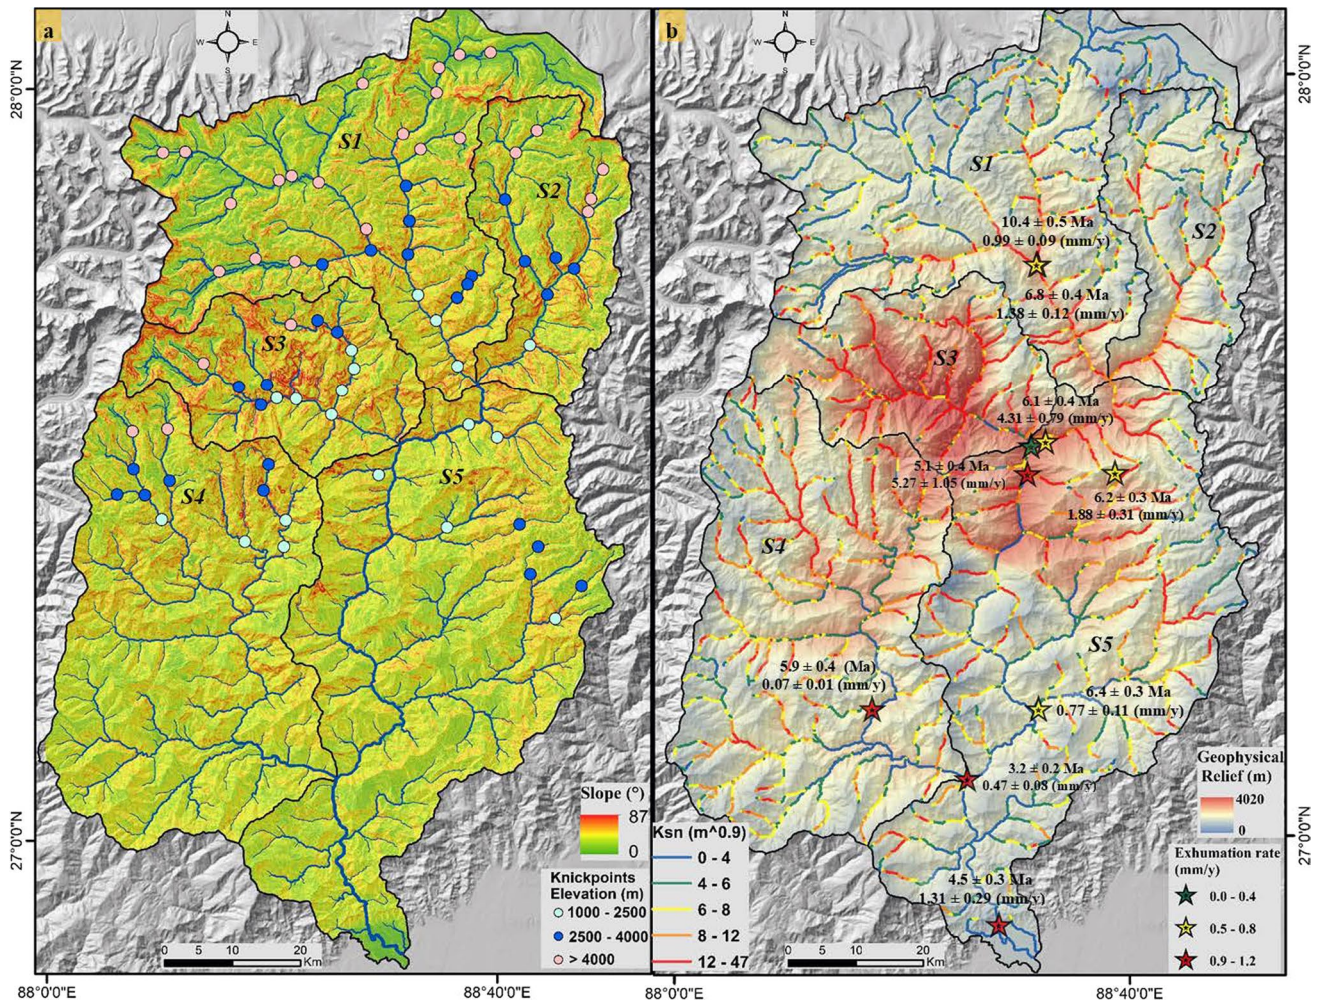 a
N
W
E
S
S1
S2
S3
S4
S5
28°0'0"N
27°0'0"N
88°0'0"E
88°40'0"E
Slope (°)
87
0
Knickpoints
Elevation (m)
1000 - 2500
2500 - 4000
> 4000
0 5 10 20
Km
b
N
W
E
S
S1
S2
10.4 ± 0.5 Ma
0.99 ± 0.09 (mm/y)
6.8 ± 0.4 Ma
1.38 ± 0.12 (mm/y)
S3
6.1 ± 0.4 Ma
4.31 ± 0.79 (mm/y)
5.1 ± 0.4 Ma
5.27 ± 1.05 (mm/y)
6.2 ± 0.3 Ma
1.88 ± 0.31 (mm/y)
S4
S5
5.9 ± 0.4 (Ma)
0.07 ± 0.01 (mm/y)
6.4 ± 0.3 Ma
0.77 ± 0.11 (mm/y)
3.2 ± 0.2 Ma
0.47 ± 0.08 (mm/y)
4.5 ± 0.3 Ma
1.31 ± 0.29 (mm/y)
Geophysical
Relief (m)
4020
0
Ksn (m^0.9)
0 - 4
4 - 6
6 - 8
8 - 12
12 - 47
Exhumation rate
(mm/y)
0.0 - 0.4
0.5 - 0.8
0.9 - 1.2
0 5 10 20
Km
28°0'0"N
27°0'0"N
88°0'0"E
88°40'0"E